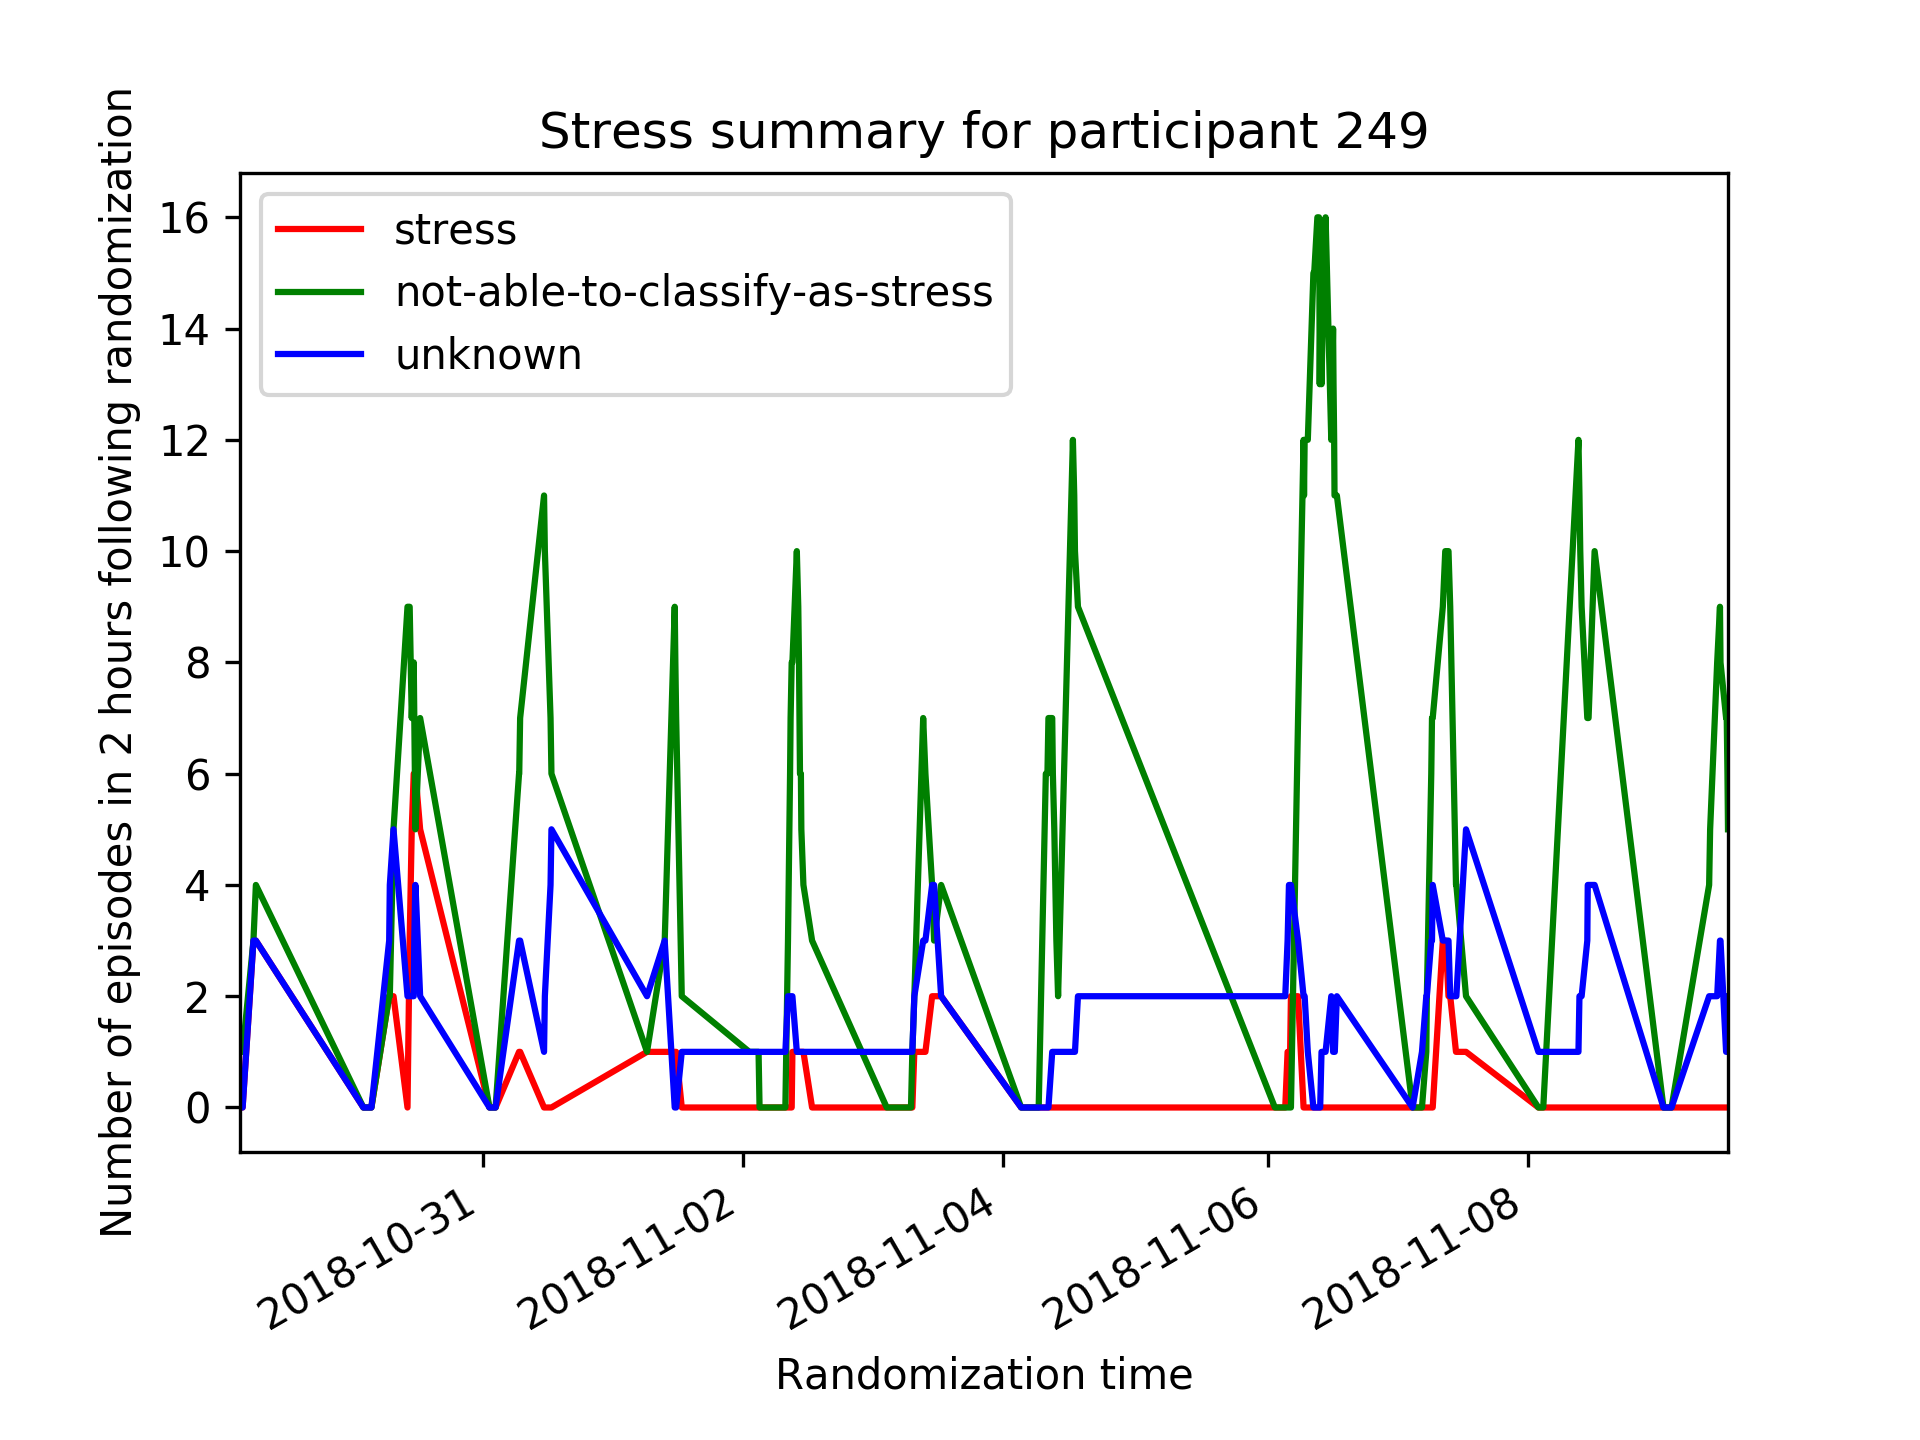 Stress summary for participant 249
Number of episodes in 2 hours following randomization
16
14
12
10
8
6
4
2
0
stress
not-able-to-classify-as-stress
unknown
2018-10-31
2018-11-02
2018-11-04
2018-11-06
2018-11-08
Randomization time